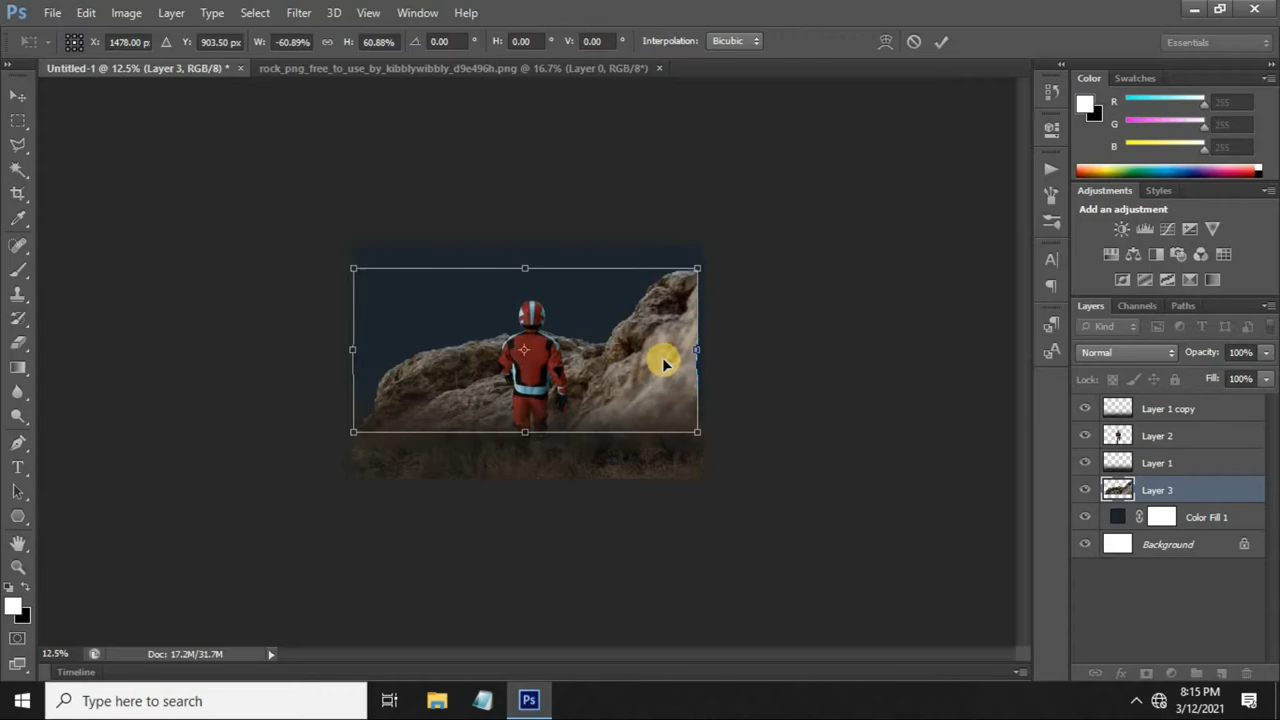 Ps File Edit Image Layer Type Select Filter 3D View Window Help
X: 1478.00 px Y: 903.50 px W: -60.89% H: 60.88% 0.00 ° H: 0.00 ° V: 0.00 ° Interpolation: Bicubic Essentials
Untitled-1 @ 12.5% (Layer 3, RGB/8) * × rock_png_free_to_use_by_kibblywibbly_d9e496h.png @ 16.7% (Layer 0, RGB/8*) ×
Color Swatches
R 255
G 255
B 255
Adjustments Styles
Add an adjustment
Layers Channels Paths
Kind
Normal Opacity: 100%
Lock: Fill: 100%
Layer 1 copy
Layer 2
Layer 1
Layer 3
Color Fill 1
Background
12.5% Doc: 17.2M/31.7M
Timeline
Type here to search Ps 8:15 PM
3/12/2021